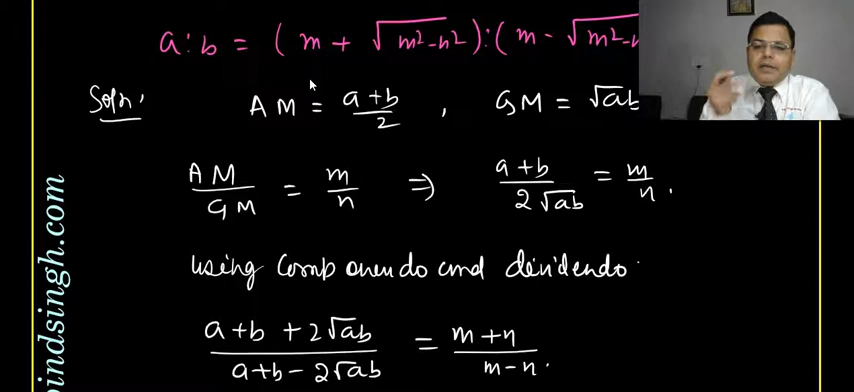 a : b = ( m + √m²-n² ) : ( m - √m²-n
Soln,
AM = a+b/2 , GM = √ab
AM/GM = m/n ⇒ a+b/2√ab = m/n.
using Componendo and dividendo.
a+b+2√ab/a+b-2√ab = m+n/m-n.
pindsingh.com